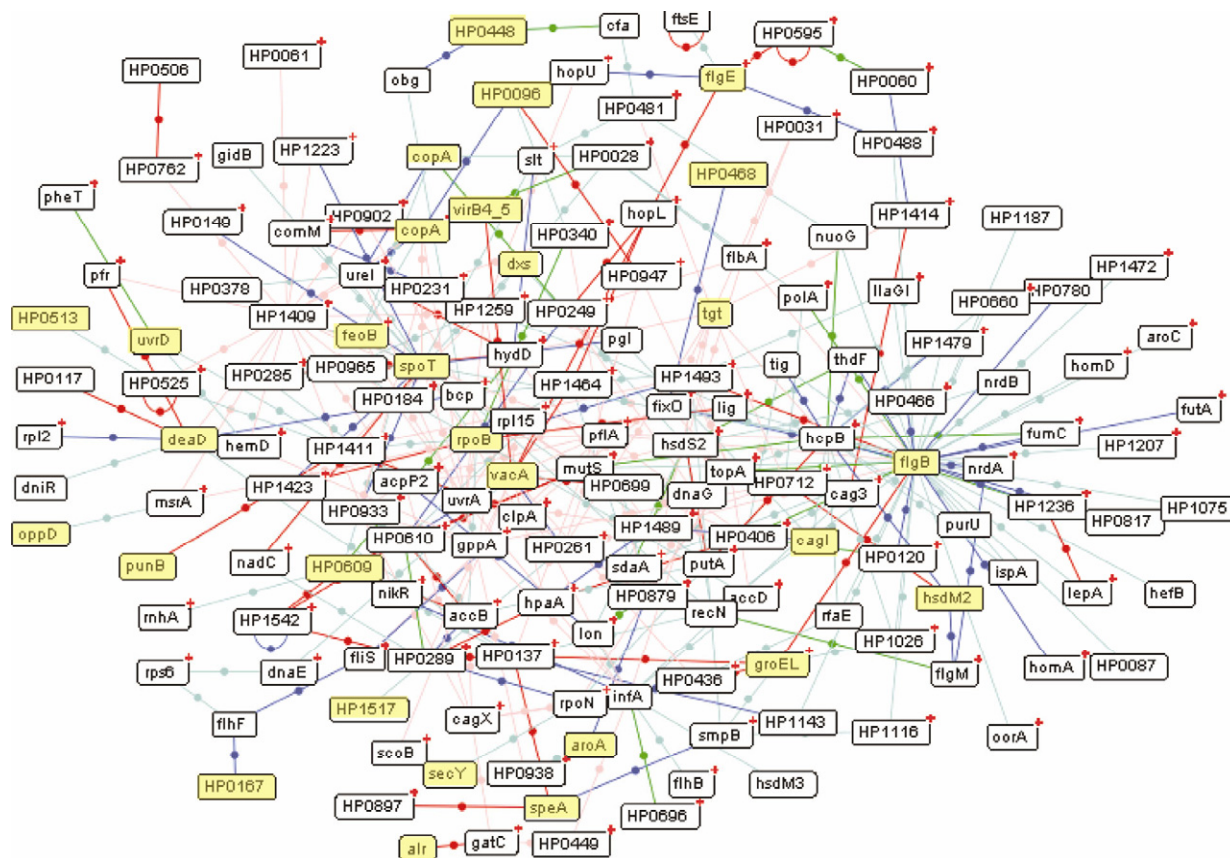 HP0448
cfa
ftsE
HP0595
HP0061
HP0506
obg
hopU
flgE
HP0060
HP0096
HP0481
HP0031
HP0488
gidB
HP1223
copA
slt
HP0028
HP0762
HP0468
pheT
HP0149
HP0902
comM
copA
virB4_5
hopL
HP1414
HP1187
HP0340
nuoG
pfr
ureI
dxs
flbA
HP0947
HP1472
HP0378
HP0231
HP0780
HP0513
HP1409
HP1259
HP0249
tgt
polA
HP0660
uvrD
feoB
aroC
spoT
hydD
pgI
thdF
HP1479
homD
HP0117
HP0525
HP0285
HP0965
HP1464
HP1493
tig
nrdB
HP0184
bcp
HP0466
fixO
lig
futA
rpl2
deaD
hemD
rpl15
rpoB
pflA
hsdS2
hcpB
fumC
HP1411
HP1207
acpP2
vacA
mutS
topA
flgB
nrdA
dniR
msrA
HP1423
uvrA
HP0699
dnaG
HP0712
cag3
HP1236
HP1075
HP0933
clpA
HP0817
oppD
HP1489
purU
HP0610
gppA
HP0261
HP0406
cagI
HP0120
punB
nadC
HP0609
sdaA
putA
ispA
nikR
hpaA
HP0879
accD
hsdM2
lepA
hefB
HP1542
accB
recN
rfaE
lon
HP1026
fliS
HP0289
HP0137
groEL
homA
HP0087
rps6
dnaE
HP0436
flgM
HP1517
rpoN
infA
flhF
cagX
HP1143
HP1116
oorA
scoB
aroA
smpB
secY
HP0938
flhB
hsdM3
HP0167
HP0897
speA
HP0696
alr
gatC
HP0449